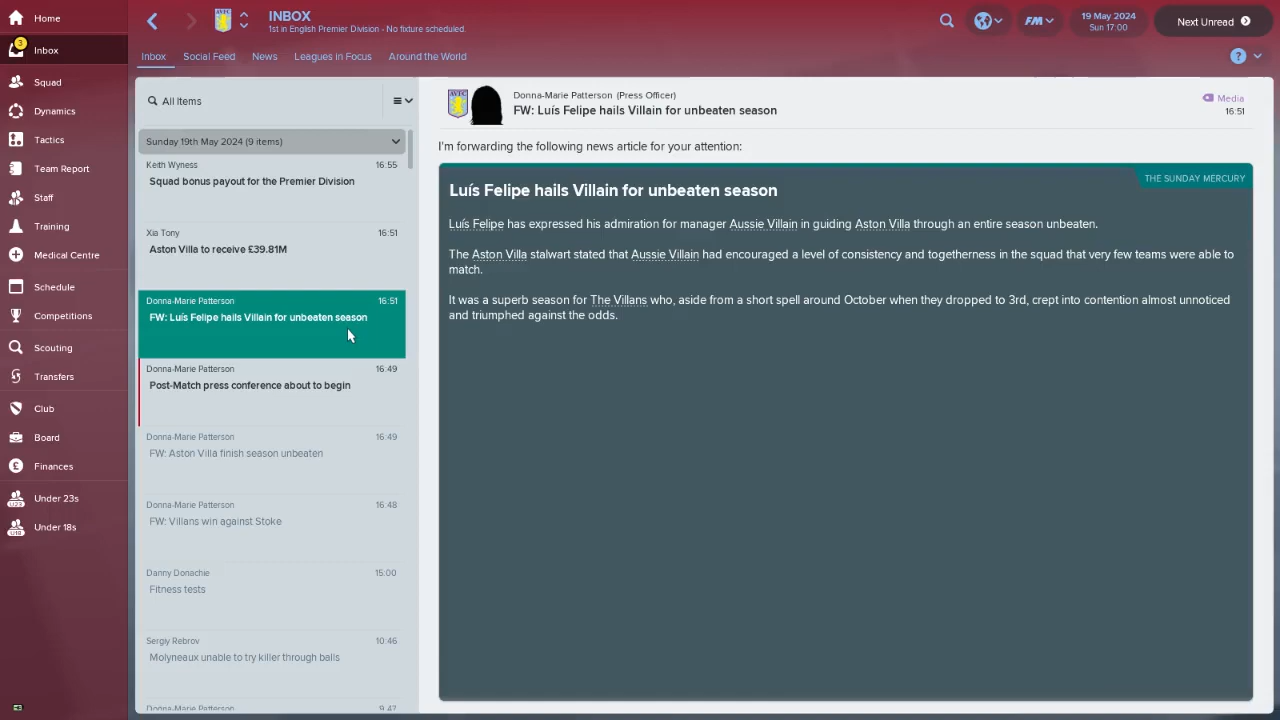 Home
Inbox
3
Squad
Dynamics
Tactics
Team Report
Staff
Training
Medical Centre
Schedule
Competitions
Scouting
Transfers
Club
Board
Finances
Under 23s
Under 18s
U23
U18
AVFC
INBOX
1st in English Premier Division - No fixture scheduled.
FM
19 May 2024
Sun 17:00
Next Unread
Inbox
Social Feed
News
Leagues in Focus
Around the World
?
All Items
Sunday 19th May 2024 (9 items)
Keith Wyness 16:55
Squad bonus payout for the Premier Division
Xia Tony 16:51
Aston Villa to receive £39.81M
Donna-Marie Patterson 16:51
FW: Luís Felipe hails Villain for unbeaten season
Donna-Marie Patterson 16:49
Post-Match press conference about to begin
Donna-Marie Patterson 16:49
FW: Aston Villa finish season unbeaten
Donna-Marie Patterson 16:48
FW: Villans win against Stoke
Danny Donachie 15:00
Fitness tests
Sergiy Rebrov 10:46
Molyneaux unable to try killer through balls
Donna-Marie Patterson 9:47
AVFC
Donna-Marie Patterson (Press Officer)
FW: Luís Felipe hails Villain for unbeaten season
Media
16:51
I'm forwarding the following news article for your attention:
THE SUNDAY MERCURY
Luís Felipe hails Villain for unbeaten season
Luís Felipe has expressed his admiration for manager Aussie Villain in guiding Aston Villa through an entire season unbeaten.
The Aston Villa stalwart stated that Aussie Villain had encouraged a level of consistency and togetherness in the squad that very few teams were able to
match.
It was a superb season for The Villans who, aside from a short spell around October when they dropped to 3rd, crept into contention almost unnoticed
and triumphed against the odds.